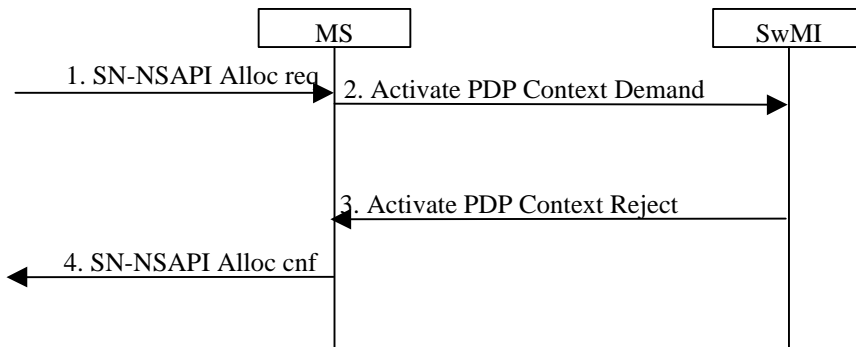 MS
SwMI
1. SN-NSAPI Alloc req
2. Activate PDP Context Demand
3. Activate PDP Context Reject
4. SN-NSAPI Alloc cnf